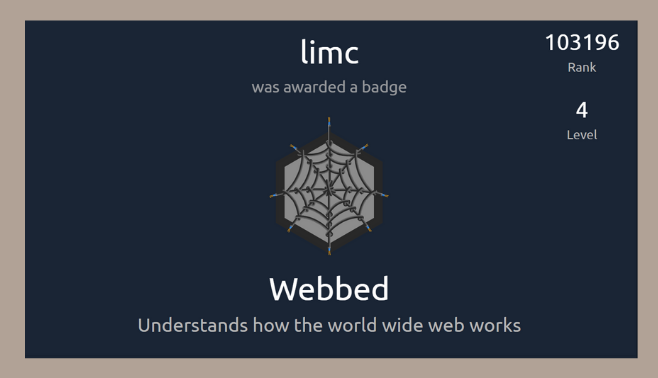 limc
was awarded a badge
103196
Rank
4
Level
Webbed
Understands how the world wide web works